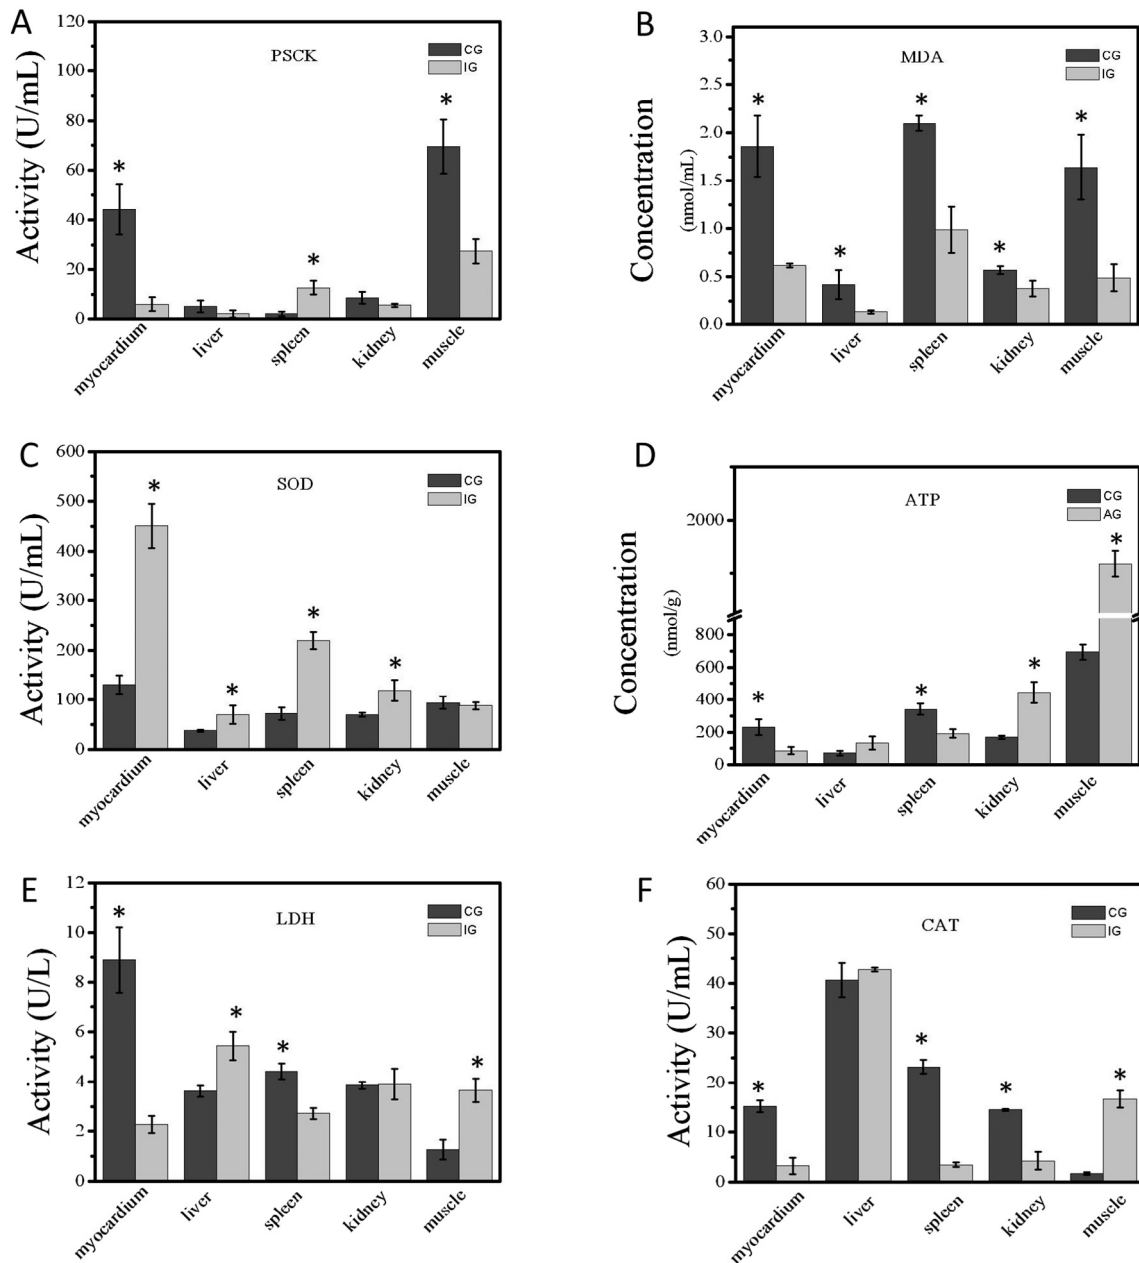 A
PSCK
CG
IG
Activity (U/mL)
120
100
80
60
40
20
0
*
*
*
myocardium
liver
spleen
kidney
muscle
B
MDA
CG
IG
Concentration
(nmol/mL)
3.0
2.5
2.0
1.5
1.0
0.5
0.0
*
*
*
*
*
myocardium
liver
spleen
kidney
muscle
C
SOD
CG
IG
Activity (U/mL)
600
500
400
300
200
100
0
*
*
*
*
myocardium
liver
spleen
kidney
muscle
D
ATP
CG
AG
Concentration
(nmol/g)
2000
800
600
400
200
0
*
*
*
*
myocardium
liver
spleen
kidney
muscle
E
LDH
CG
IG
Activity (U/L)
12
10
8
6
4
2
0
*
*
*
*
myocardium
liver
spleen
kidney
muscle
F
CAT
CG
IG
Activity (U/mL)
60
50
40
30
20
10
0
*
*
*
*
myocardium
liver
spleen
kidney
muscle